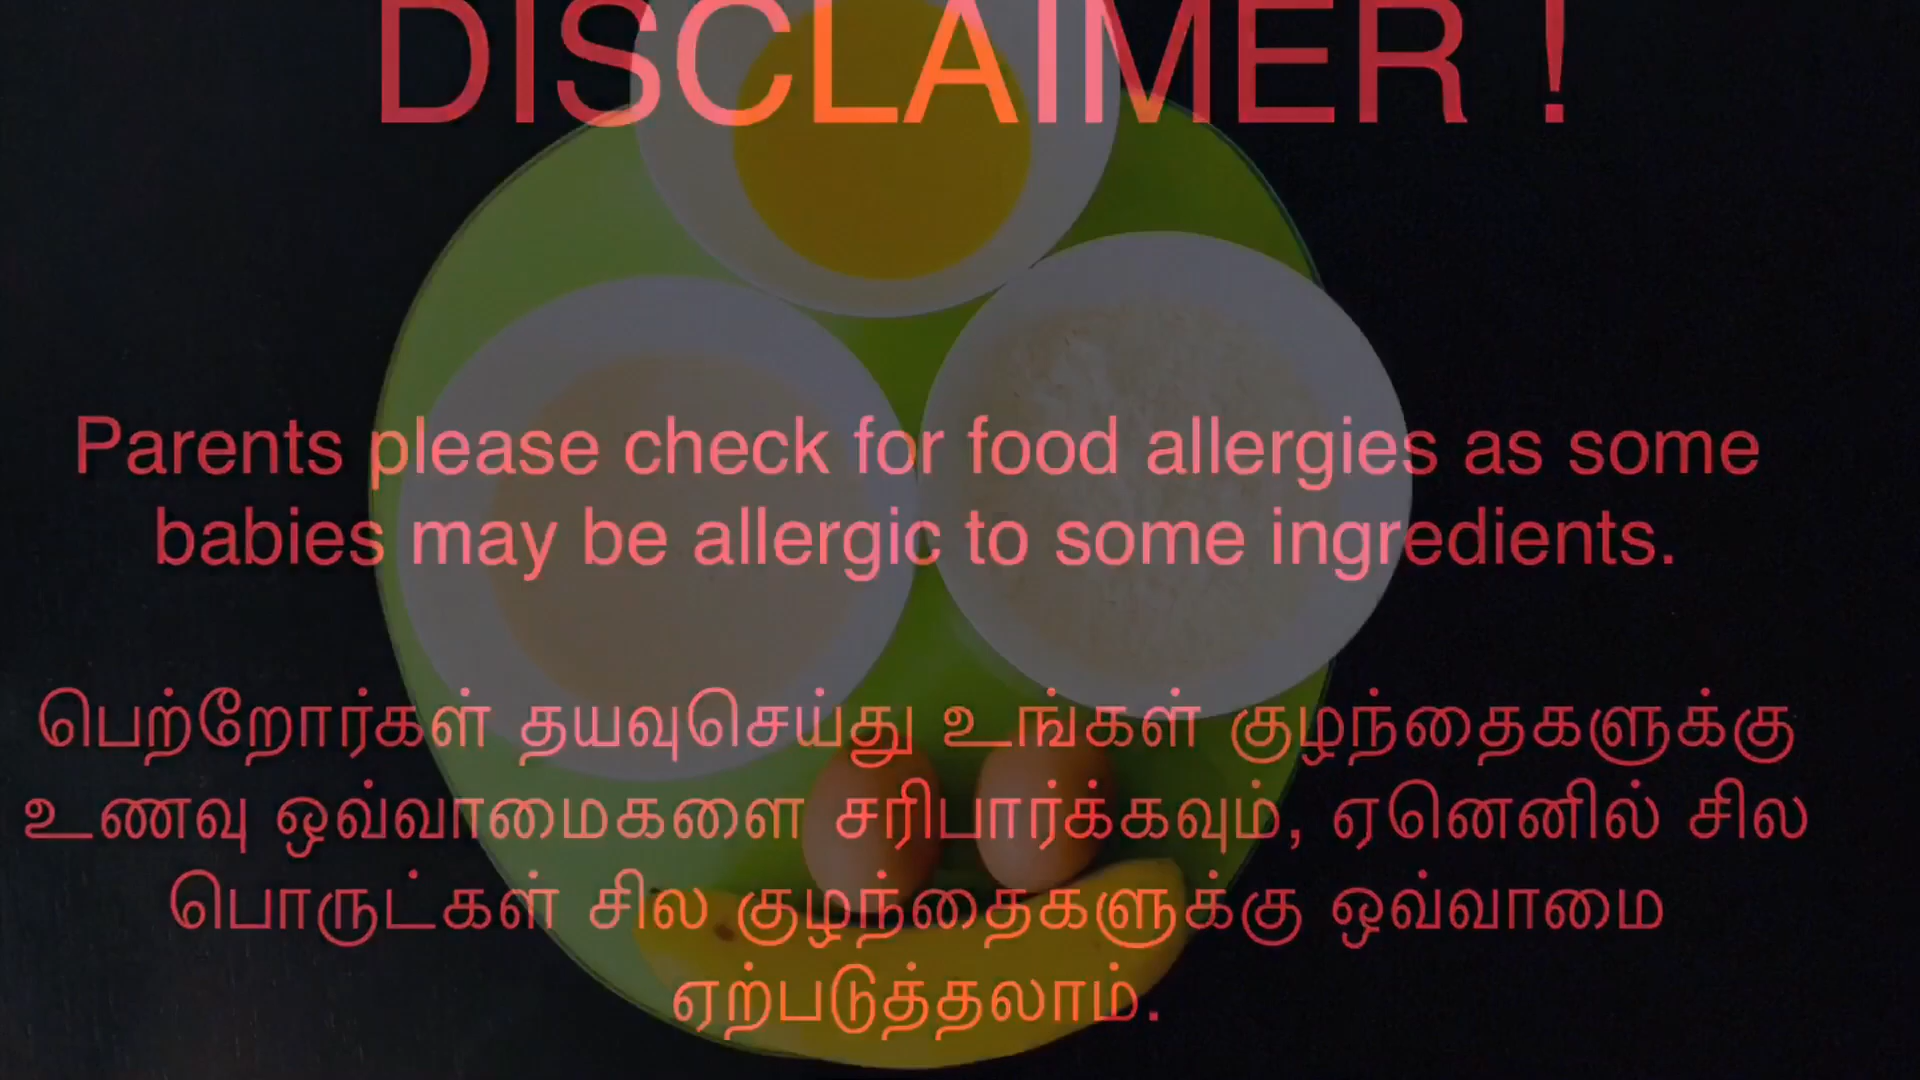 DISCLAIMER !
Parents please check for food allergies as some
babies may be allergic to some ingredients.
பெற்றோர்கள் தயவுசெய்து உங்கள் குழந்தைகளுக்கு
உணவு ஒவ்வாமைகளை சரிபார்க்கவும், ஏனெனில் சில
பொருட்கள் சில குழந்தைகளுக்கு ஒவ்வாமை
ஏற்படுத்தலாம்.